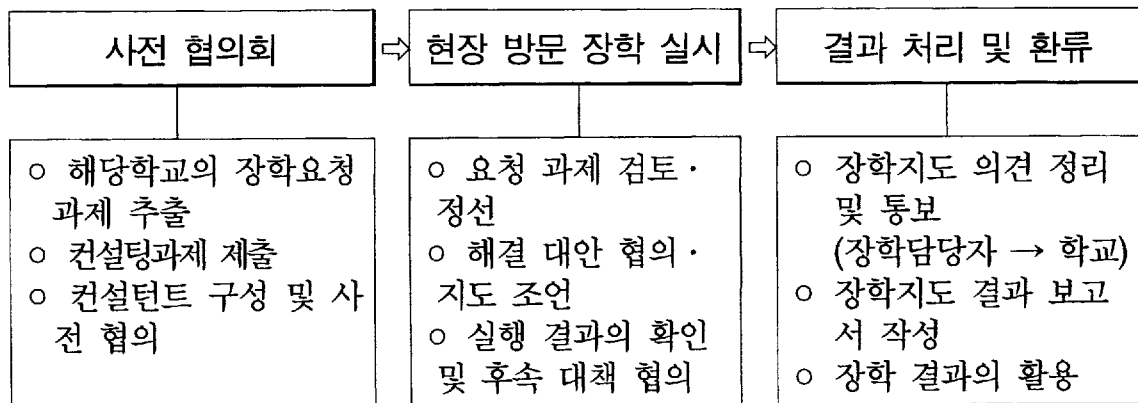 사전 협의회 ⇨ 현장 방문 장학 실시 ⇨ 결과 처리 및 환류
○ 해당학교의 장학요청
과제 추출
○ 컨설팅과제 제출
○ 컨설턴트 구성 및 사
전 협의
○ 요청 과제 검토·
정선
○ 해결 대안 협의·
지도 조언
○ 실행 결과의 확인
및 후속 대책 협의
○ 장학지도 의견 정리
및 통보
(장학담당자 → 학교)
○ 장학지도 결과 보고
서 작성
○ 장학 결과의 활용